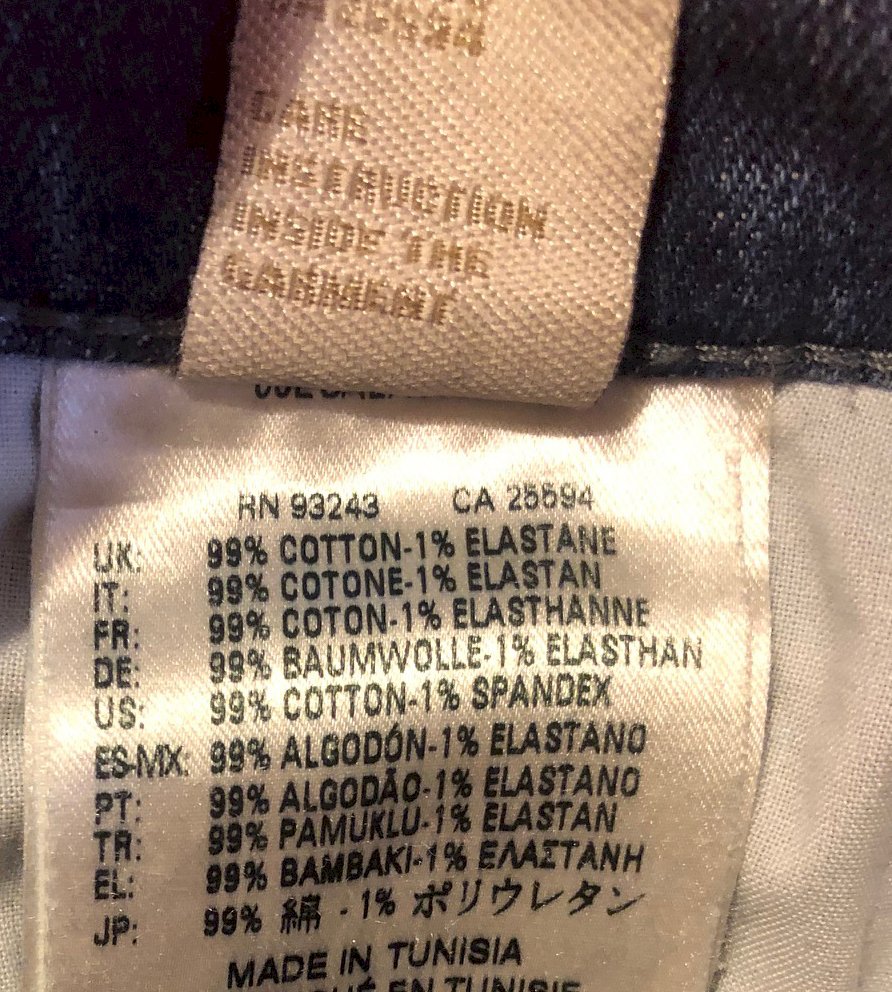 CARE
INSTRUCTION
INSIDE THE
GARMENT
RN 93243 CA 25594
UK: 99% COTTON-1% ELASTANE
IT: 99% COTONE-1% ELASTAN
FR: 99% COTON-1% ELASTHANNE
DE: 99% BAUMWOLLE-1% ELASTHAN
US: 99% COTTON-1% SPANDEX
ES-MX: 99% ALGODÓN-1% ELASTANO
PT: 99% ALGODÃO-1% ELASTANO
TR: 99% PAMUKLU-1% ELASTAN
EL: 99% ΒΑΜΒΑΚΙ-1% ΕΛΑΣΤΑΝΗ
JP: 99% 綿 - 1% ポリウレタン
MADE IN TUNISIA
EN TUNISIE